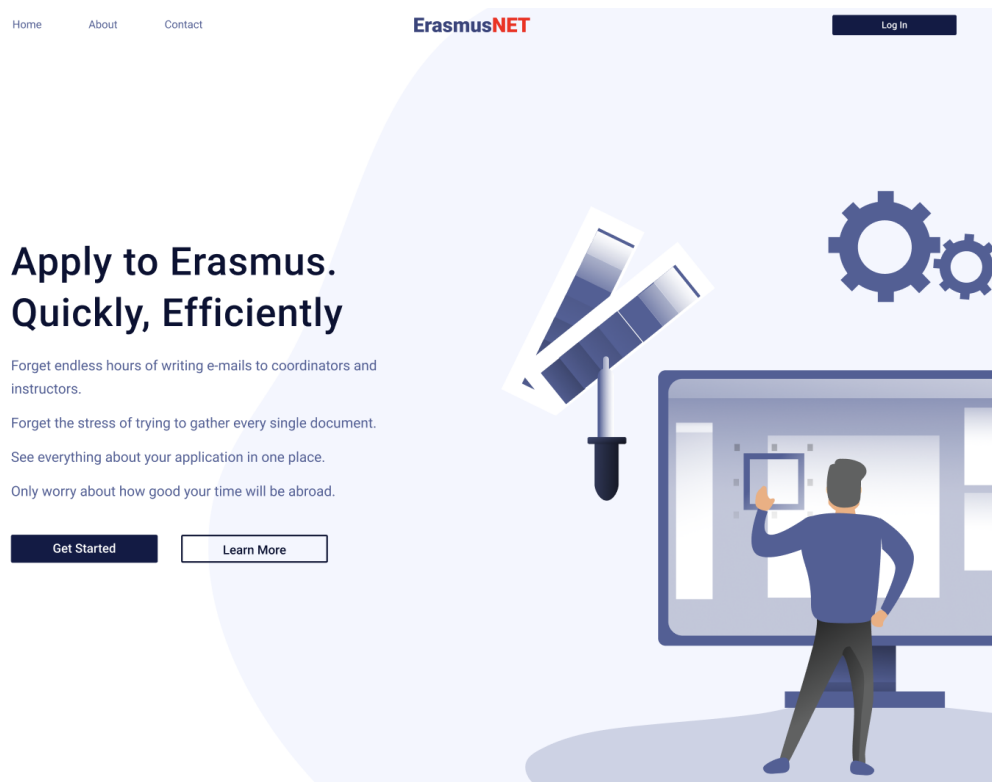 Home About Contact ErasmusNET Log In
Apply to Erasmus.
Quickly, Efficiently
Forget endless hours of writing e-mails to coordinators and
instructors.
Forget the stress of trying to gather every single document.
See everything about your application in one place.
Only worry about how good your time will be abroad.
Get Started Learn More